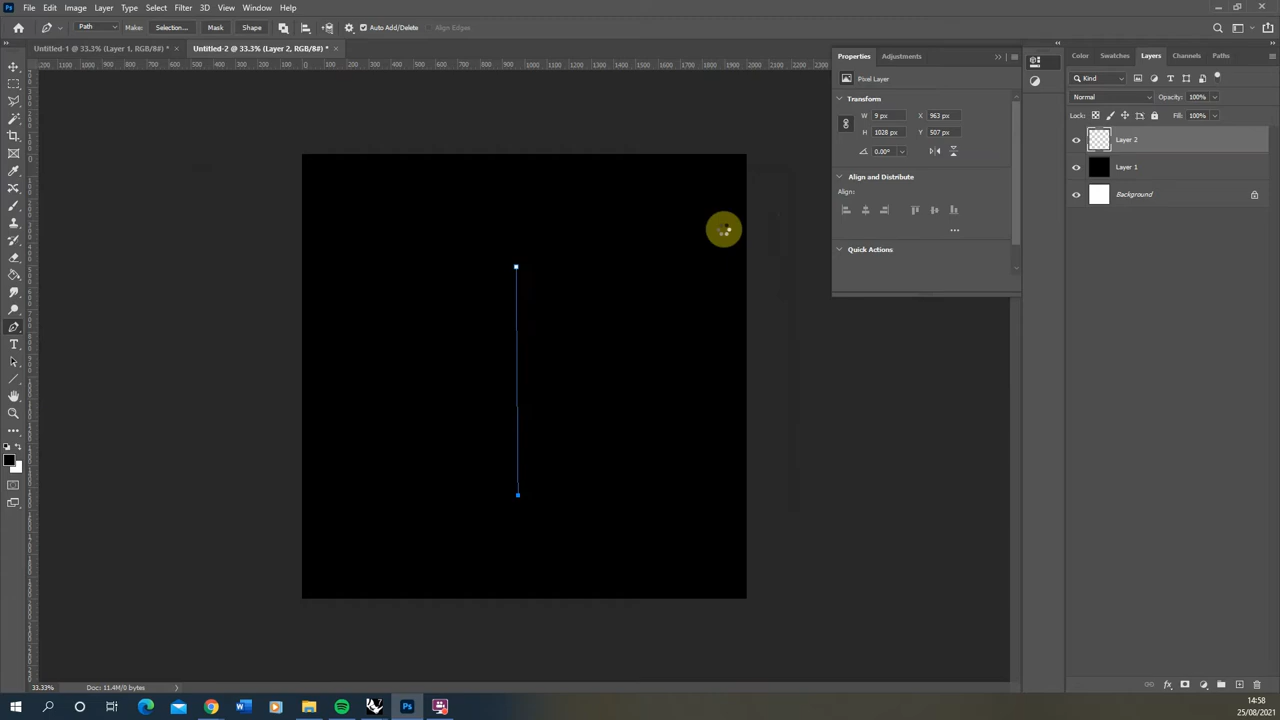 File Edit Image Layer Type Select Filter 3D View Window Help
Path Make: Selection... Mask Shape Auto Add/Delete Align Edges
Untitled-1 @ 33.3% (Layer 1, RGB/8#) * × Untitled-2 @ 33.3% (Layer 2, RGB/8#) * ×
Properties Adjustments
Color Swatches Layers Channels Paths
Pixel Layer
Kind
Transform
Normal Opacity: 100%
W 9 px X 963 px
Lock: Fill: 100%
H 1028 px Y 507 px
0.00°
Layer 2
Layer 1
Background
Align and Distribute
Align:
Quick Actions
33.33% Doc: 11.4M/0 bytes
14:58
25/08/2021